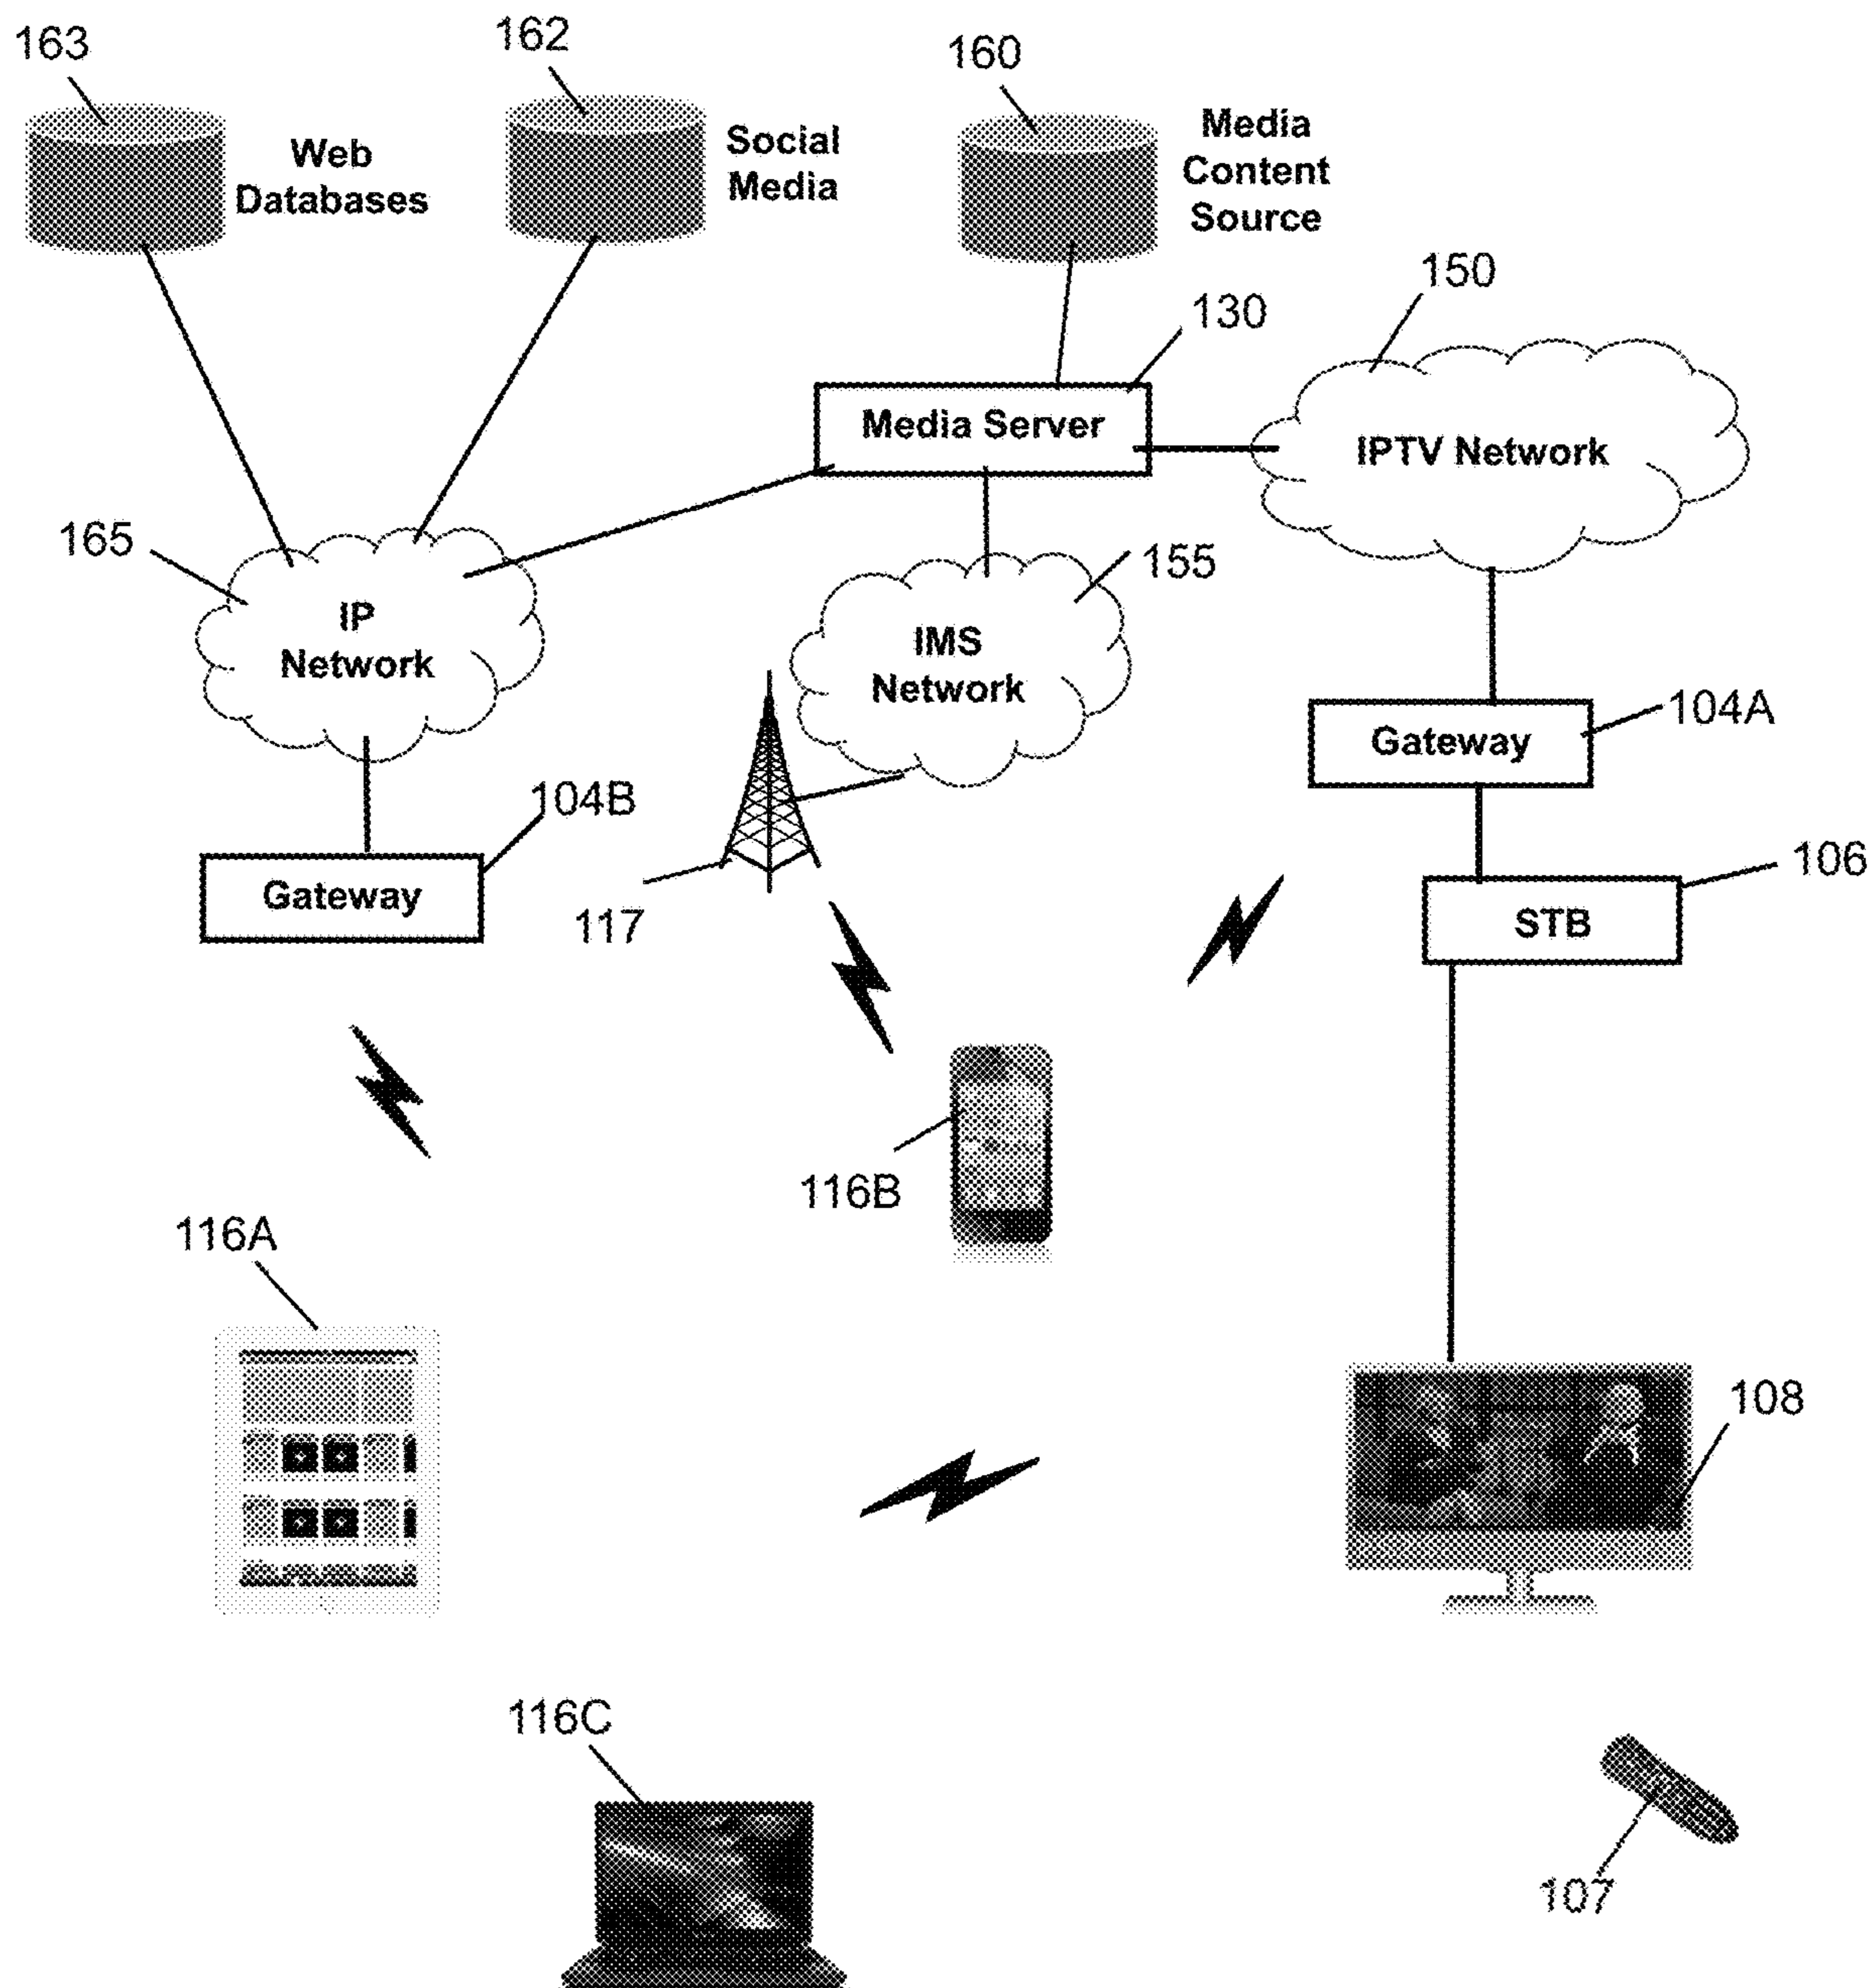 163
162
160
Web
Databases
Social
Media
Media
Content
Source
150
130
Media Server
IPTV Network
165
155
IP
Network
IMS
Network
104A
Gateway
104B
Gateway
106
STB
117
116B
116A
108
116C
107